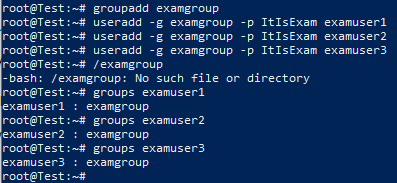 root@Test:~# groupadd examgroup
root@Test:~# useradd -g examgroup -p ItIsExam examuser1
root@Test:~# useradd -g examgroup -p ItIsExam examuser2
root@Test:~# useradd -g examgroup -p ItIsExam examuser3
root@Test:~# /examgroup
-bash: /examgroup: No such file or directory
root@Test:~# groups examuser1
examuser1 : examgroup
root@Test:~# groups examuser2
examuser2 : examgroup
root@Test:~# groups examuser3
examuser3 : examgroup
root@Test:~#